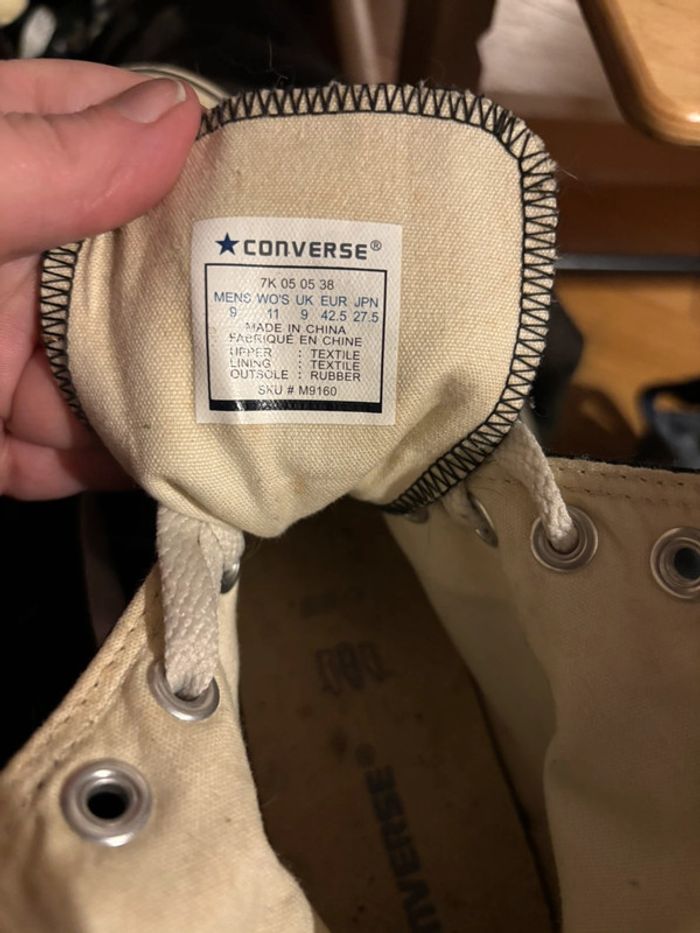 CONVERSE®
7K 05 05 38
MENS WO'S UK EUR JPN
9 11 9 42.5 27.5
MADE IN CHINA
FABRIQUÉ EN CHINE
UPPER : TEXTILE
LINING : TEXTILE
OUTSOLE : RUBBER
SKU # M9160
NVERSE®